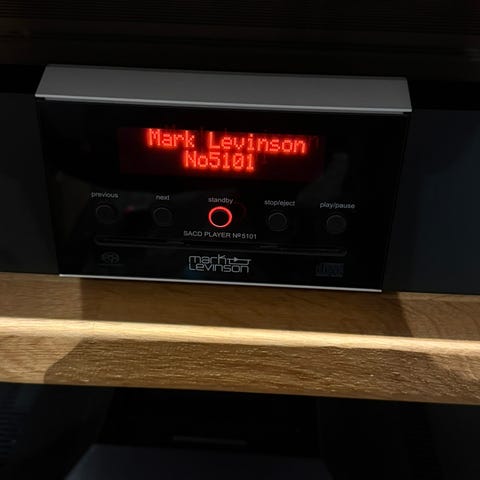 Mark Levinson
No5101
previous
next
standby
stop/eject
play/pause
SACD PLAYER Nº5101
mark
LEVINSON